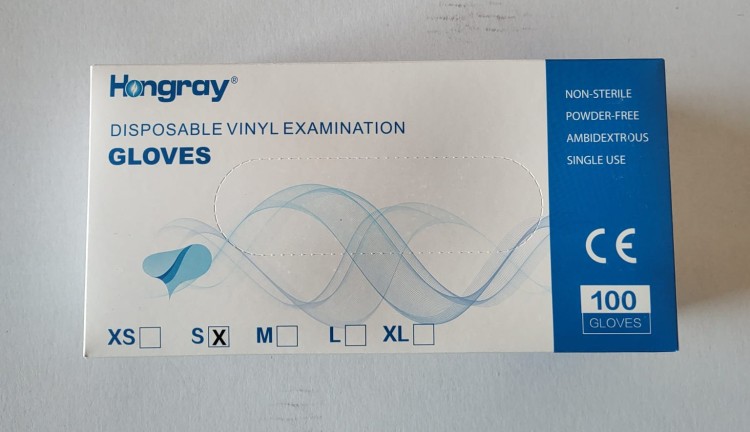 Hongray®
DISPOSABLE VINYL EXAMINATION
GLOVES
NON-STERILE
POWDER-FREE
AMBIDEXTROUS
SINGLE USE
CE
100
GLOVES
XS S X M L XL